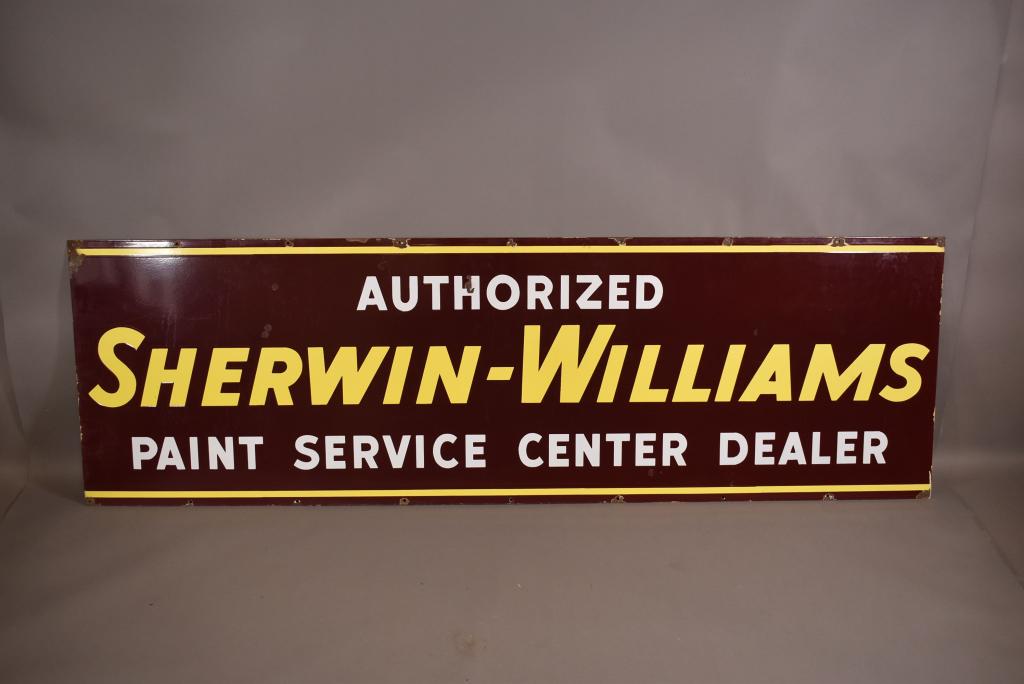 AUTHORIZED
SHERWIN-WILLIAMS
PAINT SERVICE CENTER DEALER